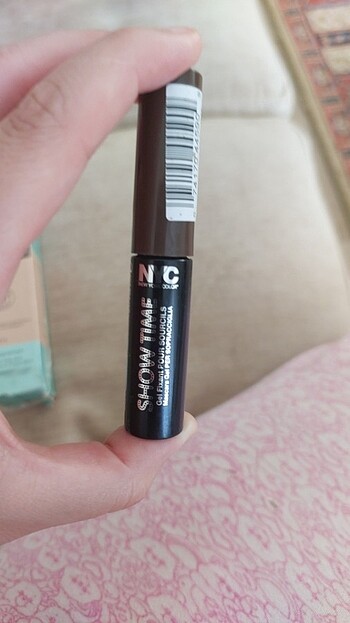 NYC
NEW YORK COLOR
SHOW TIME
Gel Fixant POUR SOURCILS
Mascara Gel PER SOPRACCIGLIA